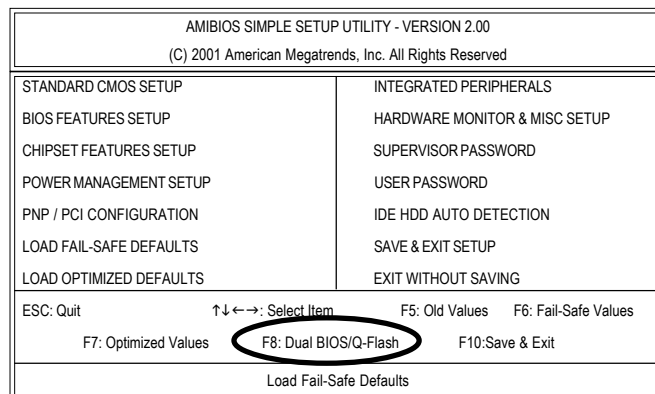 AMIBIOS SIMPLE SETUP UTILITY - VERSION 2.00
(C) 2001 American Megatrends, Inc. All Rights Reserved
STANDARD CMOS SETUP
INTEGRATED PERIPHERALS
BIOS FEATURES SETUP
HARDWARE MONITOR & MISC SETUP
CHIPSET FEATURES SETUP
SUPERVISOR PASSWORD
POWER MANAGEMENT SETUP
USER PASSWORD
PNP / PCI CONFIGURATION
IDE HDD AUTO DETECTION
LOAD FAIL-SAFE DEFAULTS
SAVE & EXIT SETUP
LOAD OPTIMIZED DEFAULTS
EXIT WITHOUT SAVING
ESC: Quit ↑↓←→: Select Item F5: Old Values F6: Fail-Safe Values
F7: Optimized Values F8: Dual BIOS/Q-Flash F10:Save & Exit
Load Fail-Safe Defaults